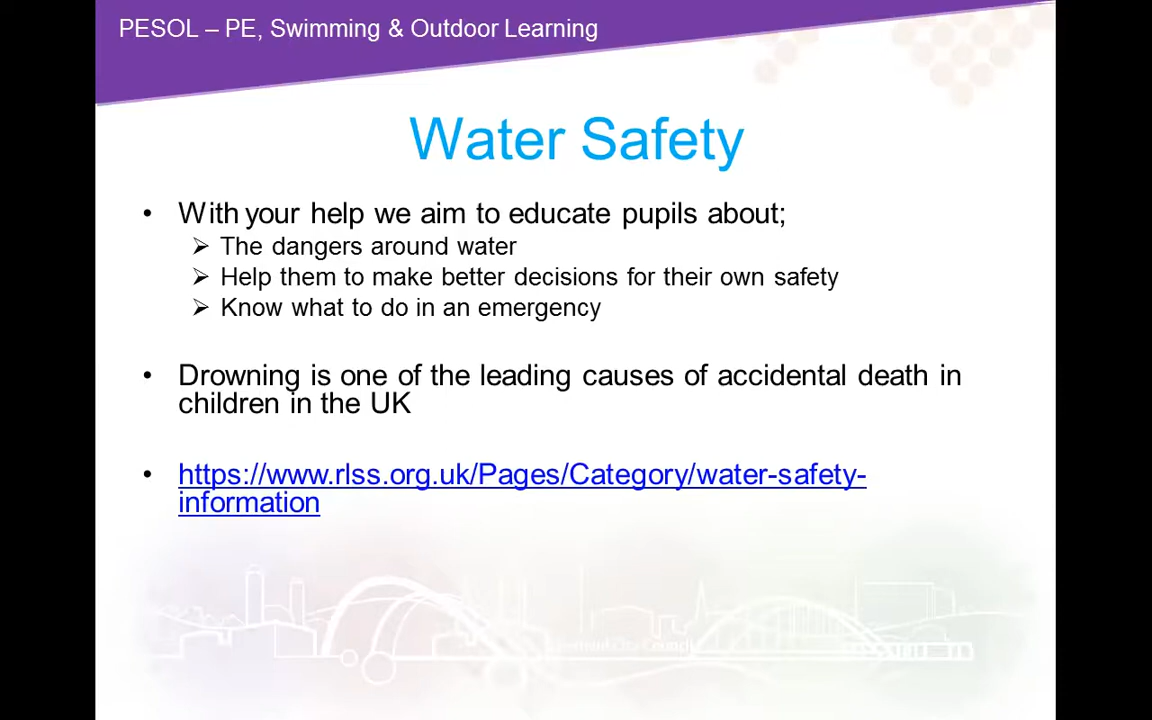 PESOL – PE, Swimming & Outdoor Learning
Water Safety
• With your help we aim to educate pupils about;
➢ The dangers around water
➢ Help them to make better decisions for their own safety
➢ Know what to do in an emergency
• Drowning is one of the leading causes of accidental death in
children in the UK
• https://www.rlss.org.uk/Pages/Category/water-safety-
information
City Council